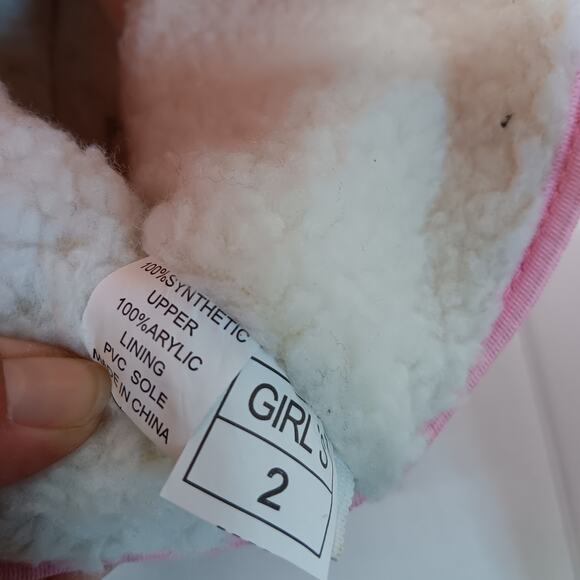 100%SYNTHETIC
UPPER
100%ARYLIC
LINING
PVC SOLE
MADE IN CHINA
GIRL'S
2